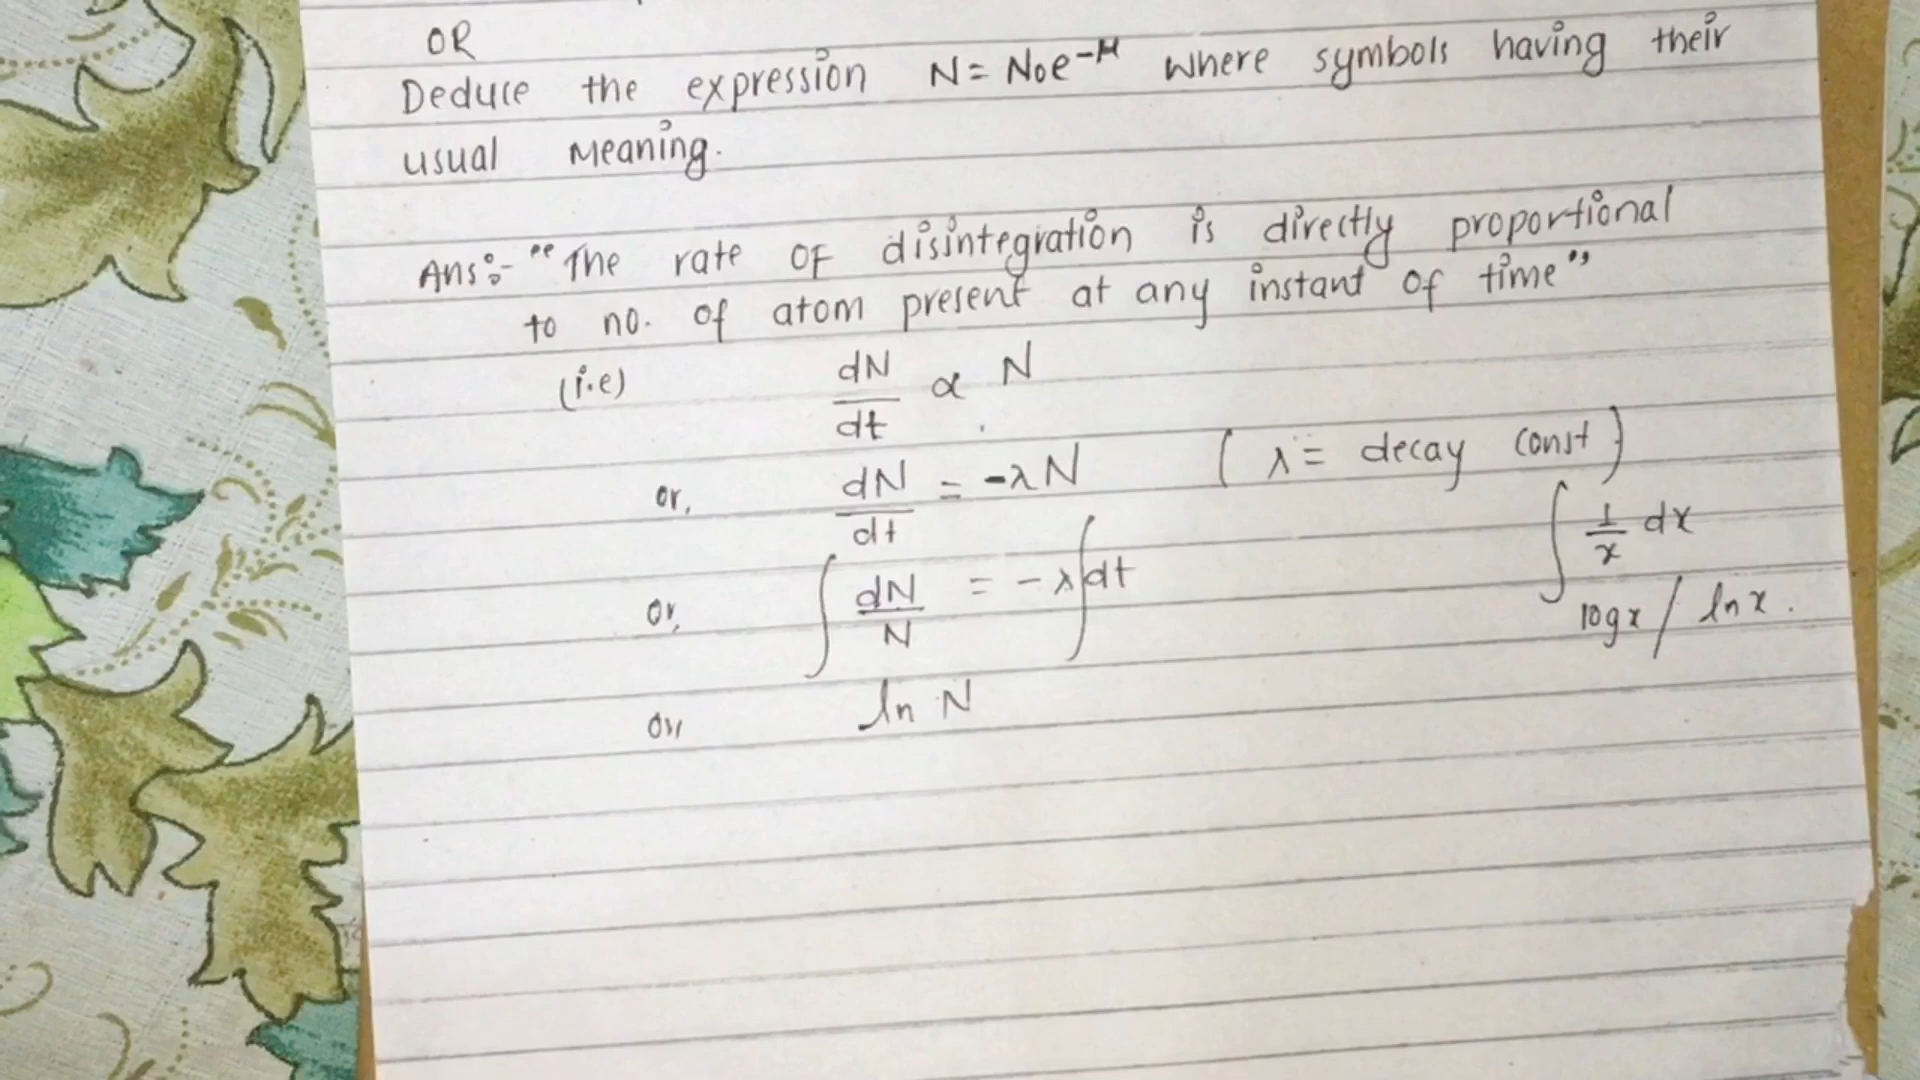 OR
Deduce the expression N = N₀e^-λt where symbols having their
usual Meaning.
Ans:- "The rate of disintegration is directly proportional
to no. of atom present at any instant of time"
(i.e) dN/dt ∝ N
or, dN/dt = -λN ( λ = decay const )
or, ∫ dN/N = -λ∫dt
∫ 1/x dx
log x / ln x .
or, ln N